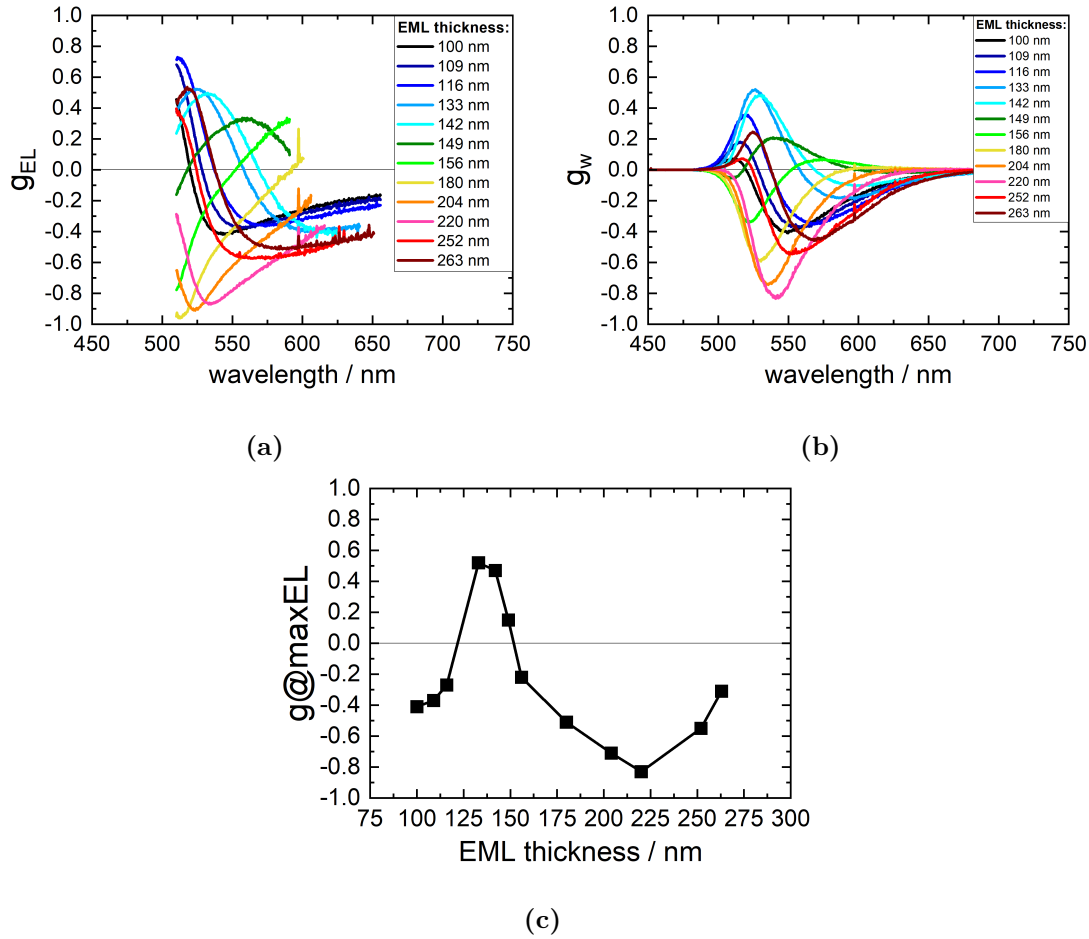 1.0
0.8
0.6
0.4
0.2
0.0
-0.2
-0.4
-0.6
-0.8
-1.0
g_EL
450 500 550 600 650 700 750
wavelength / nm
EML thickness:
100 nm
109 nm
116 nm
133 nm
142 nm
149 nm
156 nm
180 nm
204 nm
220 nm
252 nm
263 nm
(a)
1.0
0.8
0.6
0.4
0.2
0.0
-0.2
-0.4
-0.6
-0.8
-1.0
g_w
450 500 550 600 650 700 750
wavelength / nm
EML thickness:
100 nm
109 nm
116 nm
133 nm
142 nm
149 nm
156 nm
180 nm
204 nm
220 nm
252 nm
263 nm
(b)
1.0
0.8
0.6
0.4
0.2
0.0
-0.2
-0.4
-0.6
-0.8
-1.0
g@maxEL
75 100 125 150 175 200 225 250 275 300
EML thickness / nm
(c)